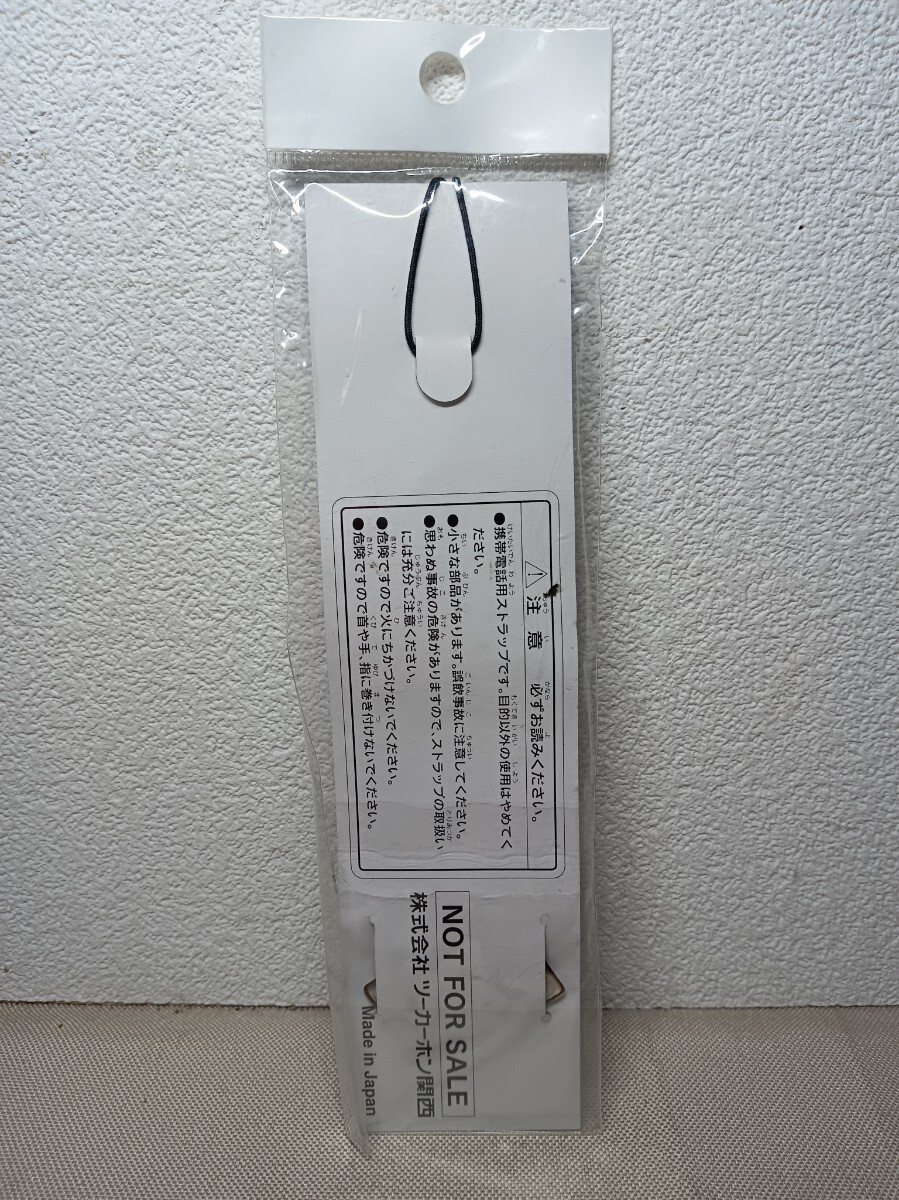 ⚠注意 必ずお読みください。
●携帯電話用ストラップです。目的以外の使用はやめてく
ださい。
●小さな部品があります。誤飲事故に注意してください。
●思わぬ事故の危険がありますので、ストラップの取扱い
には充分ご注意ください。
●危険ですので火にちかづけないでください。
●危険ですので首や手、指に巻き付けないでください。
NOT FOR SALE
株式会社 ツーカーホン関西
Made in Japan